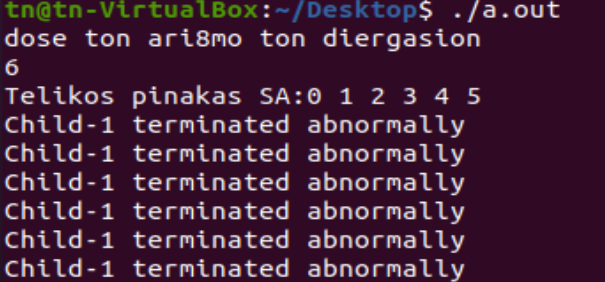 tn@tn-VirtualBox:~/Desktop$ ./a.out
dose ton ari8mo ton diergasion
6
Telikos pinakas SA:0 1 2 3 4 5
Child-1 terminated abnormally
Child-1 terminated abnormally
Child-1 terminated abnormally
Child-1 terminated abnormally
Child-1 terminated abnormally
Child-1 terminated abnormally